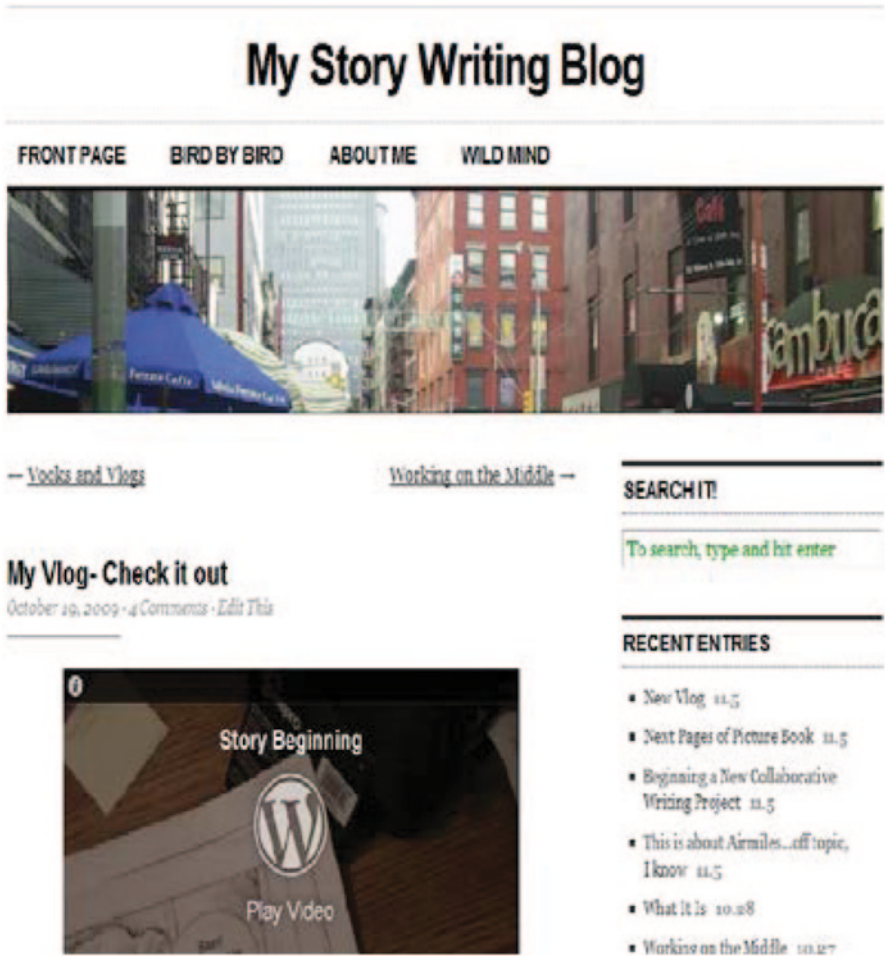 My Story Writing Blog
FRONT PAGE BIRD BY BIRD ABOUT ME WILD MIND
Café
Sambuca
CAFE
← Vooks and Vlogs
Working on the Middle →
My Vlog- Check it out
October 19, 2009 · 4 Comments · Edit This
Story Beginning
Play Video
SEARCH IT!
To search, type and hit enter
RECENT ENTRIES
▪ New Vlog 11.5
▪ Next Pages of Picture Book 11.5
▪ Beginning a New Collaborative
Writing Project 11.5
▪ This is about Airmiles...off topic,
I know 11.5
▪ What It Is 10.28
▪ Working on the Middle 10.27